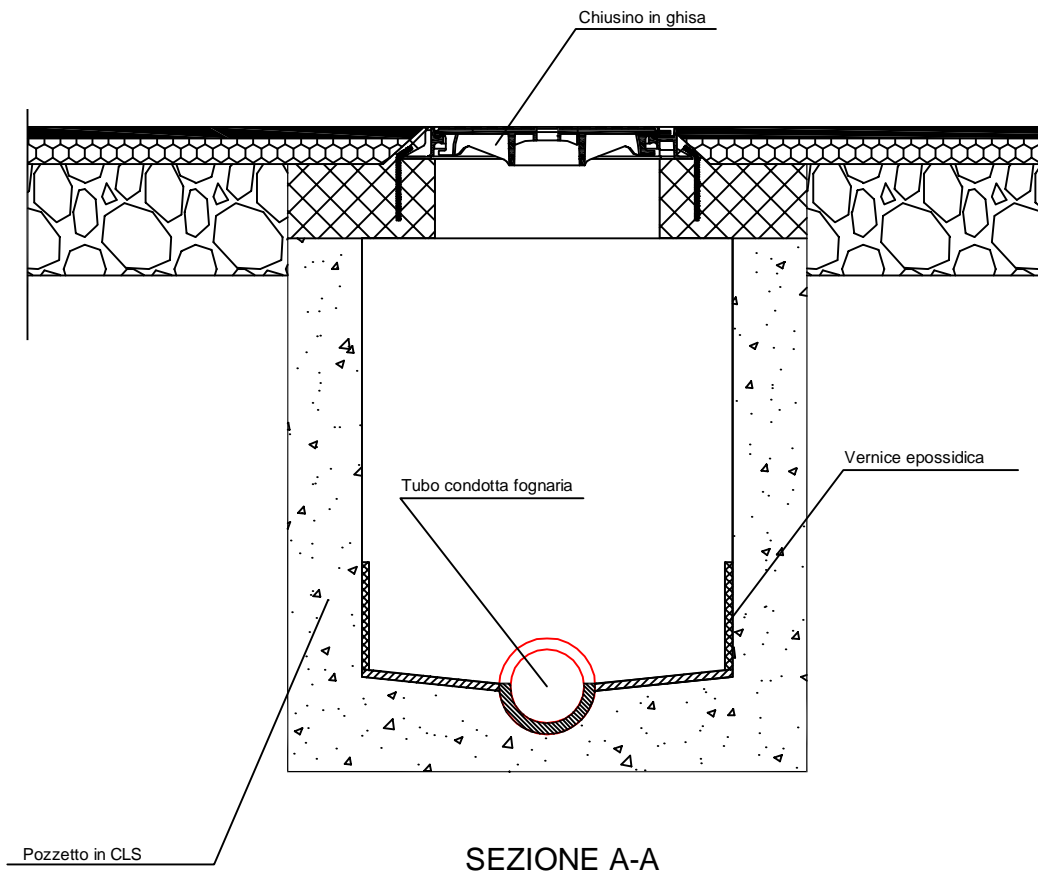 Chiusino in ghisa
Vernice epossidica
Tubo condotta fognaria
Pozzetto in CLS
SEZIONE A-A